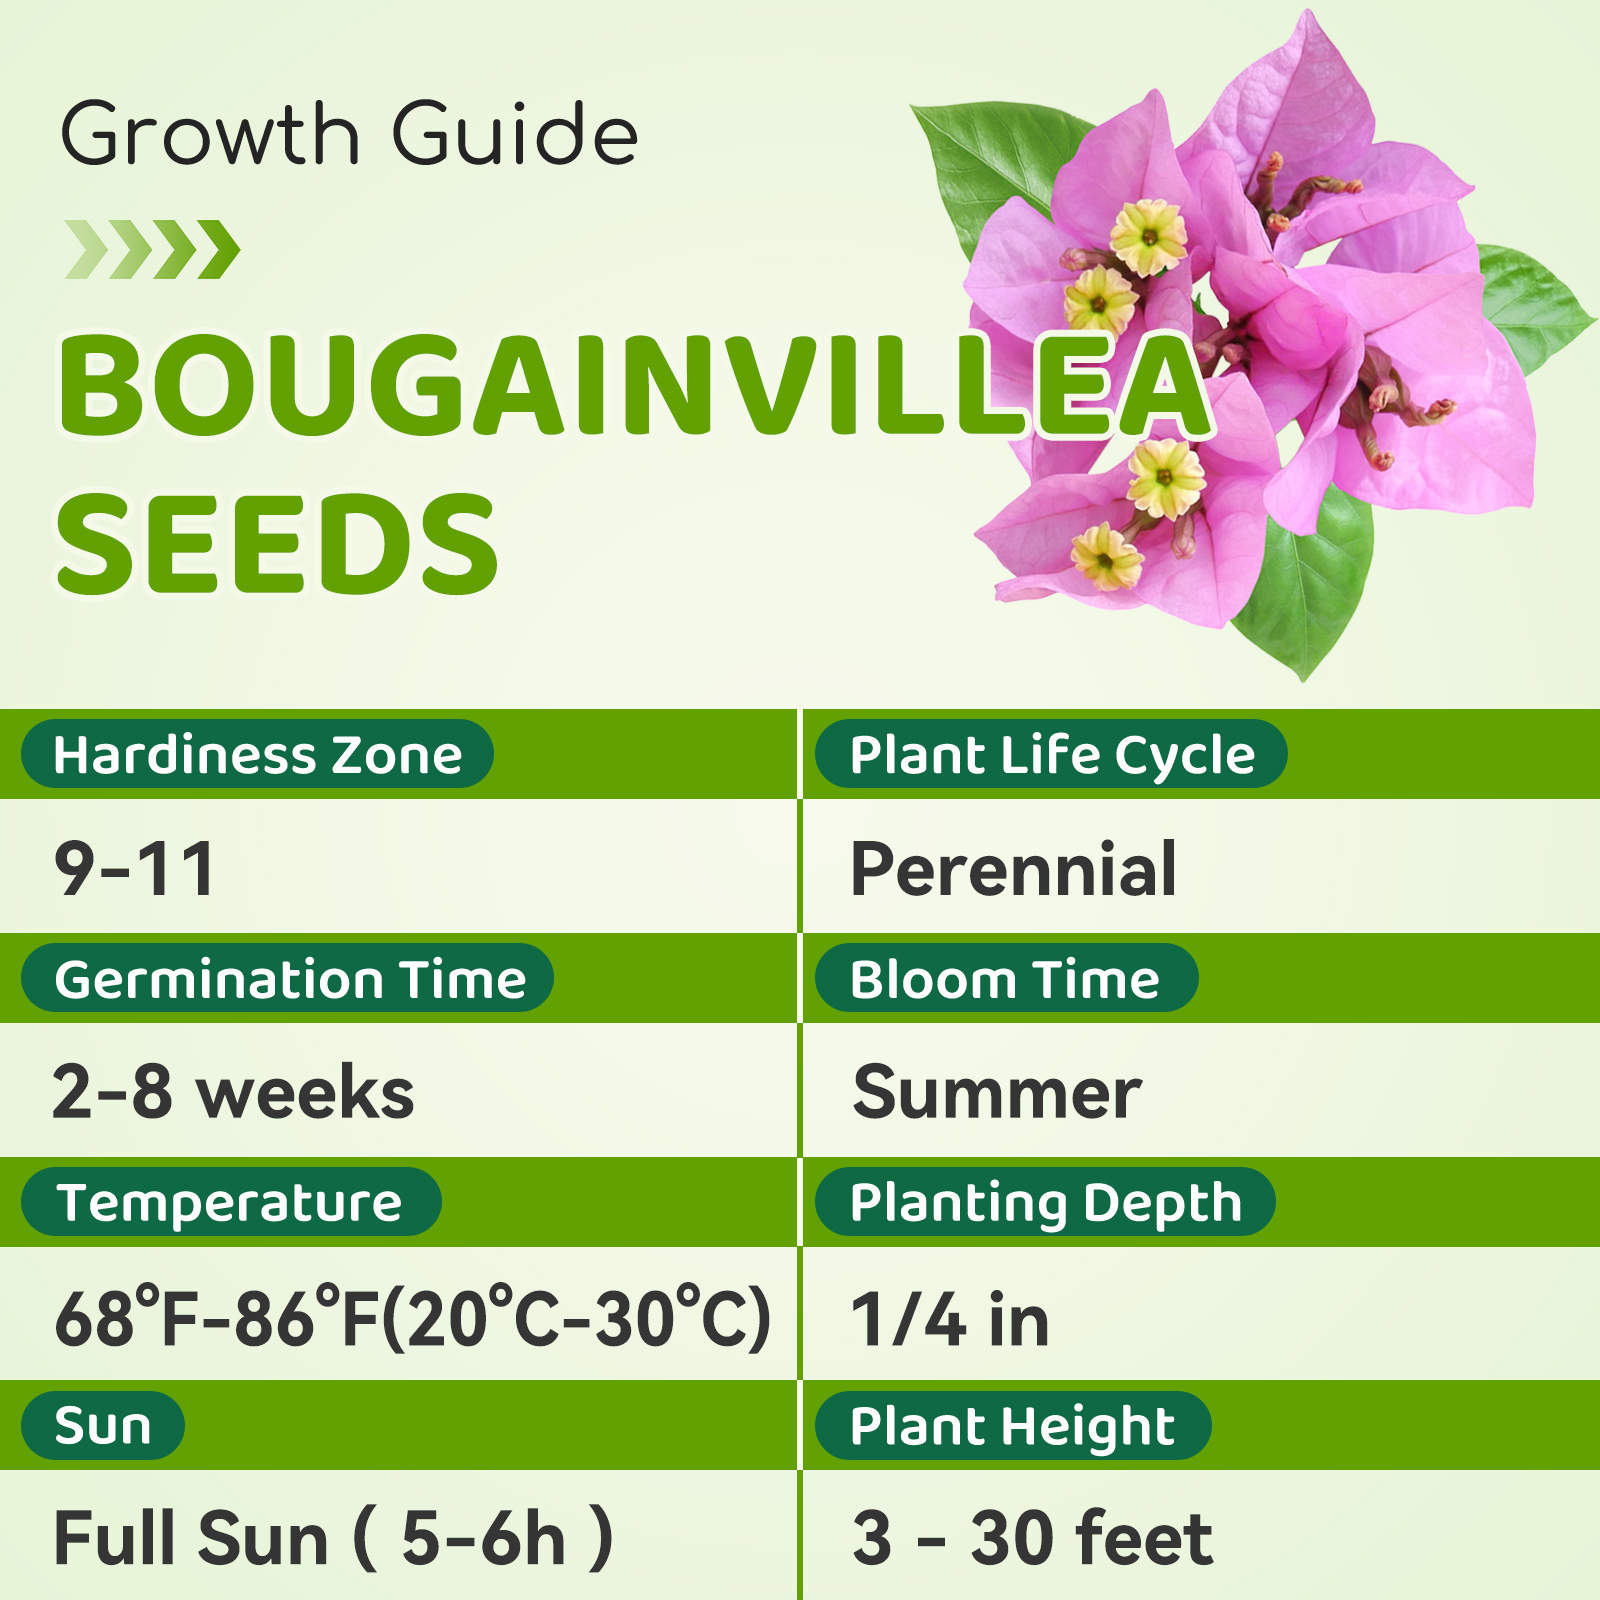 Growth Guide
BOUGAINVILLEA
SEEDS
Hardiness Zone
Plant Life Cycle
9-11
Perennial
Germination Time
Bloom Time
2-8 weeks
Summer
Temperature
Planting Depth
68°F-86°F(20°C-30°C)
1/4 in
Sun
Plant Height
Full Sun ( 5-6h )
3 - 30 feet